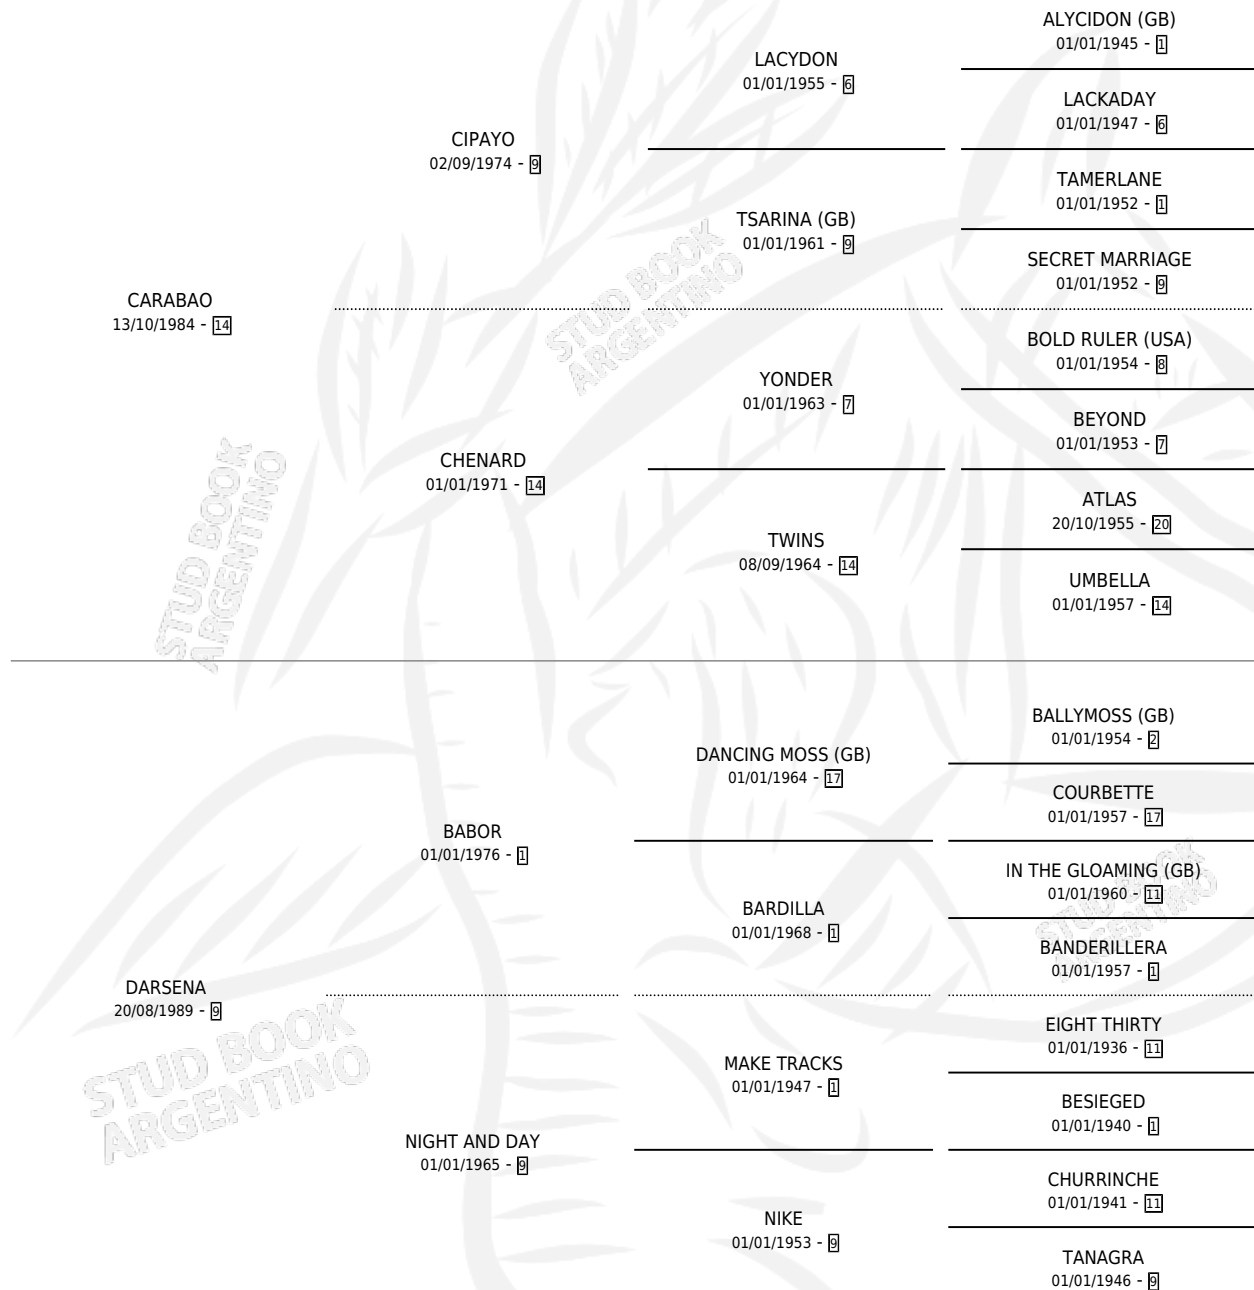 ALYCIDON (GB)
01/01/1945 - 1
LACYDON
01/01/1955 - 6
LACKADAY
01/01/1947 - 6
CIPAYO
02/09/1974 - 9
TAMERLANE
01/01/1952 - 1
TSARINA (GB)
01/01/1961 - 9
SECRET MARRIAGE
01/01/1952 - 9
CARABAO
13/10/1984 - 14
STUD BOOK
ARGENTINO
BOLD RULER (USA)
01/01/1954 - 8
YONDER
01/01/1963 - 7
BEYOND
01/01/1953 - 7
CHENARD
01/01/1971 - 14
ATLAS
20/10/1955 - 20
TWINS
08/09/1964 - 14
UMBELLA
01/01/1957 - 14
STUD BOOK
ARGENTINO
BALLYMOSS (GB)
01/01/1954 - 2
DANCING MOSS (GB)
01/01/1964 - 17
COURBETTE
01/01/1957 - 17
BABOR
01/01/1976 - 1
IN THE GLOAMING (GB)
01/01/1960 - 11
BARDILLA
01/01/1968 - 1
STUD BOOK
ARGENTINO
BANDERILLERA
01/01/1957 - 1
DARSENA
20/08/1989 - 9
EIGHT THIRTY
01/01/1936 - 11
MAKE TRACKS
01/01/1947 - 1
STUD BOOK
ARGENTINO
BESIEGED
01/01/1940 - 1
NIGHT AND DAY
01/01/1965 - 9
CHURRINCHE
01/01/1941 - 11
NIKE
01/01/1953 - 9
TANAGRA
01/01/1946 - 9